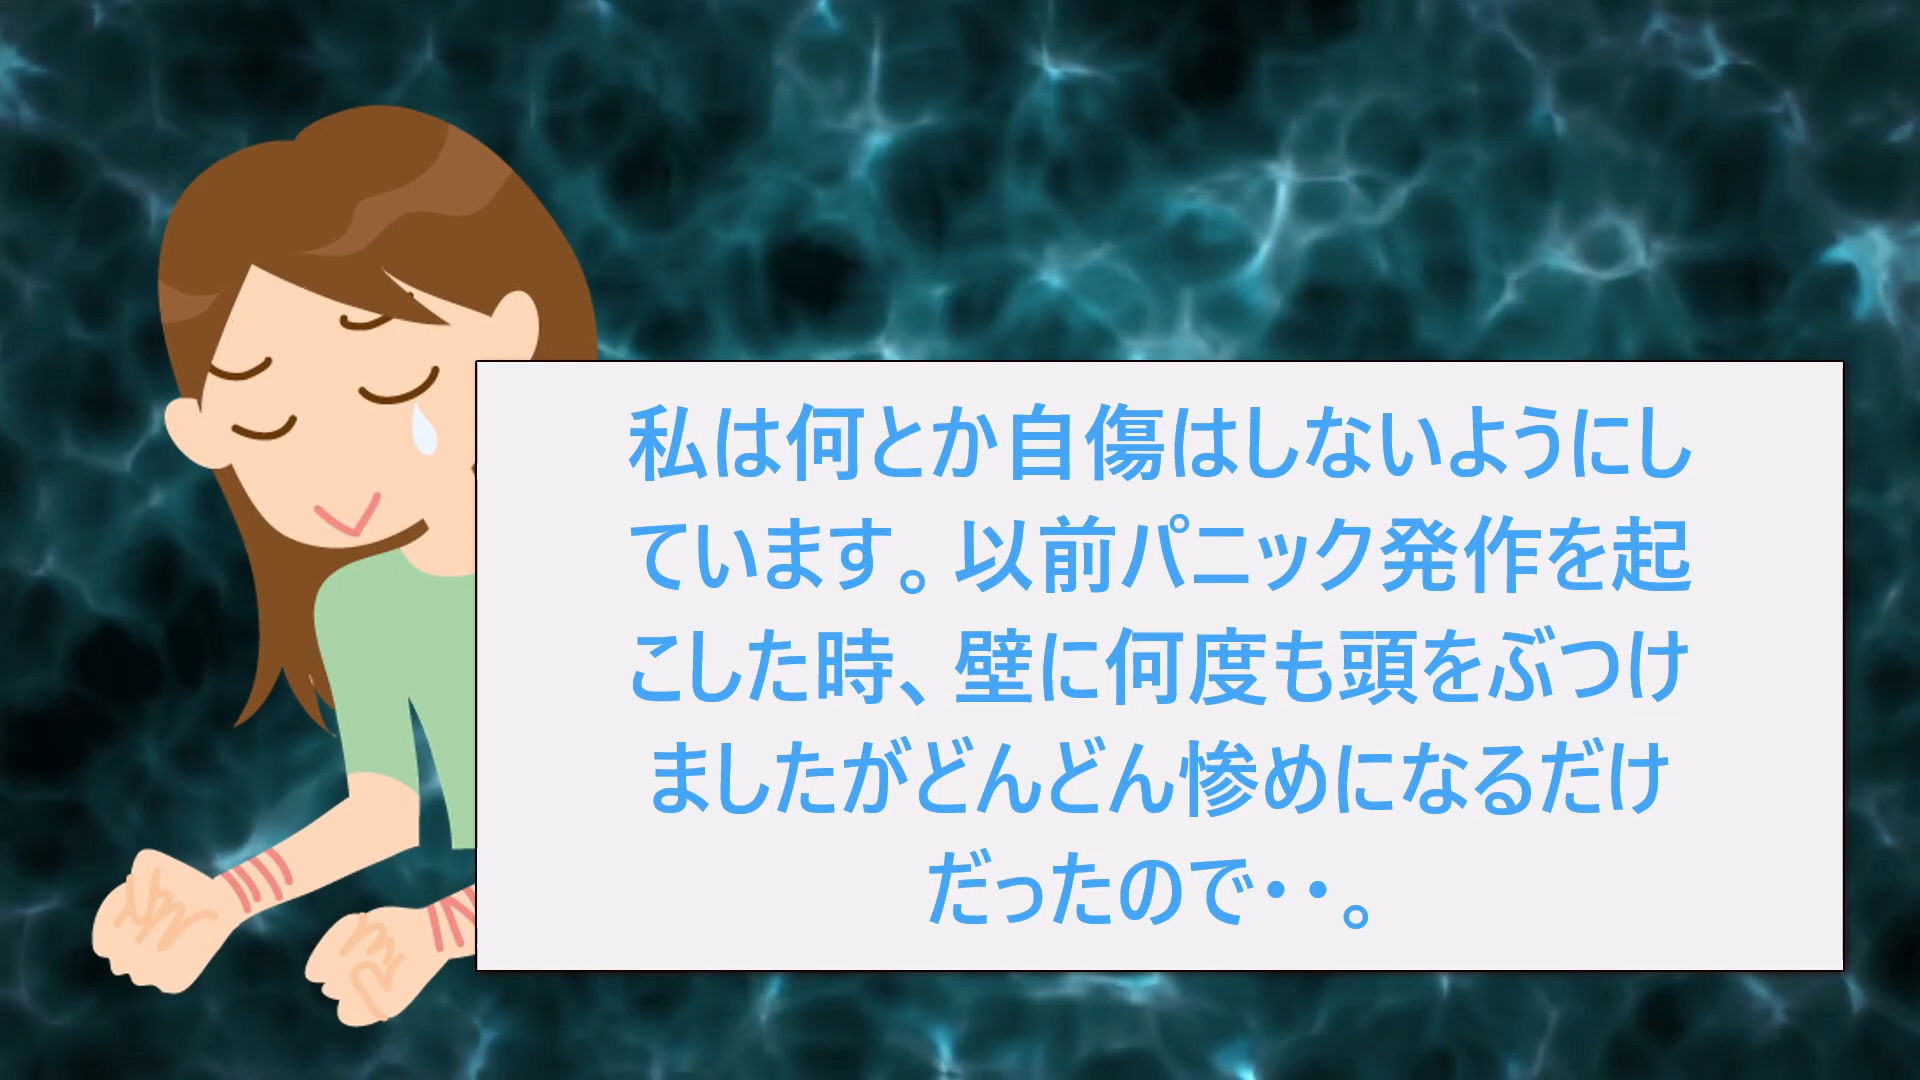 私は何とか自傷はしないようにし
ています。以前パニック発作を起
こした時、壁に何度も頭をぶつけ
ましたがどんどん惨めになるだけ
だったので・・。